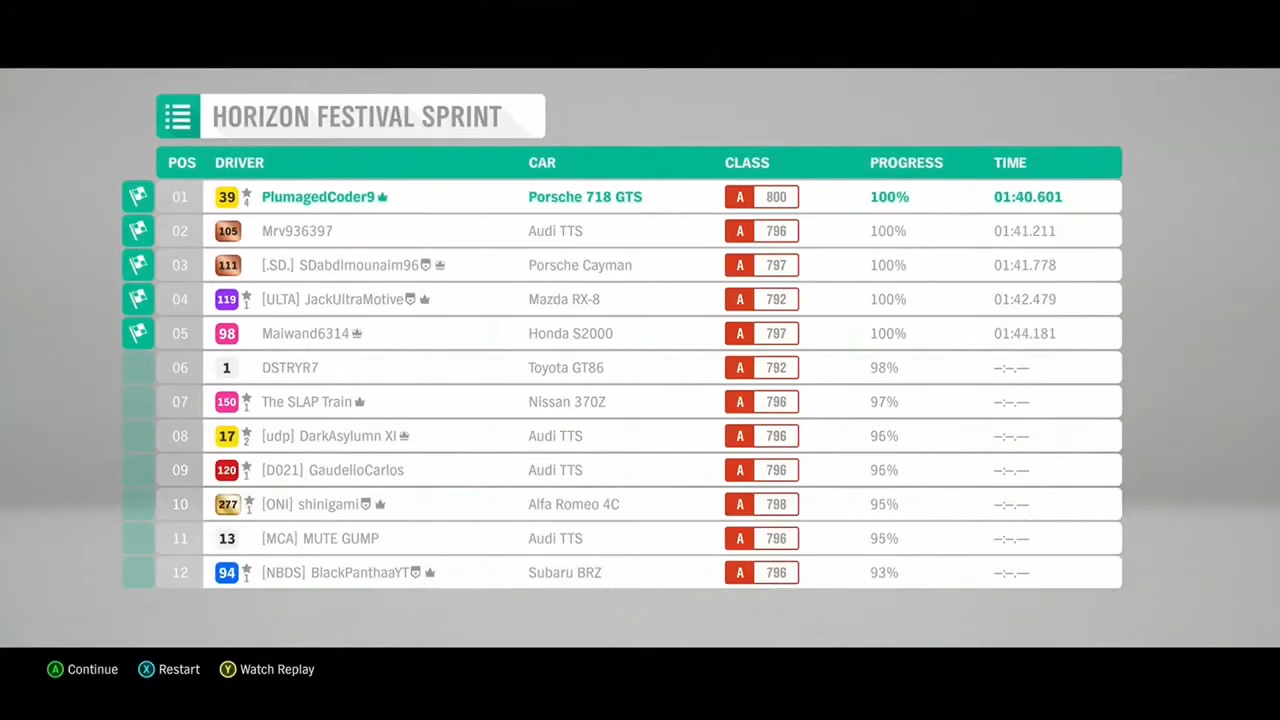 HORIZON FESTIVAL SPRINT
POS DRIVER CAR CLASS PROGRESS TIME
01 39 4 PlumagedCoder9 Porsche 718 GTS A 800 100% 01:40.601
02 105 Mrv936397 Audi TTS A 796 100% 01:41.211
03 111 [.SD.] SDabdlmounaim96 Porsche Cayman A 797 100% 01:41.778
04 119 1 [ULTA] JackUltraMotive Mazda RX-8 A 792 100% 01:42.479
05 98 Maiwand6314 Honda S2000 A 797 100% 01:44.181
06 1 DSTRYR7 Toyota GT86 A 792 98% --:--.---
07 150 1 The SLAP Train Nissan 370Z A 796 97% --:--.---
08 17 2 [udp] DarkAsylumn XI Audi TTS A 796 96% --:--.---
09 120 1 [D021] GaudelioCarlos Audi TTS A 796 96% --:--.---
10 277 1 [ONI] shinigami Alfa Romeo 4C A 798 95% --:--.---
11 13 [MCA] MUTE GUMP Audi TTS A 796 95% --:--.---
12 94 1 [NBDS] BlackPanthaaYT Subaru BRZ A 796 93% --:--.---
A Continue X Restart Y Watch Replay